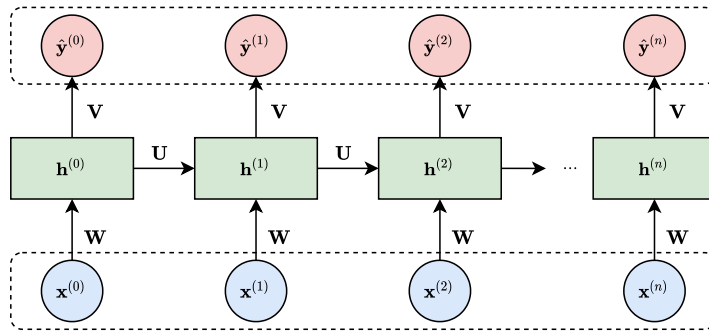 ŷ⁽⁰⁾ ŷ⁽¹⁾ ŷ⁽²⁾ ŷ⁽ⁿ⁾
V V V V
U U
h⁽⁰⁾ h⁽¹⁾ h⁽²⁾ ... h⁽ⁿ⁾
W W W W
x⁽⁰⁾ x⁽¹⁾ x⁽²⁾ x⁽ⁿ⁾